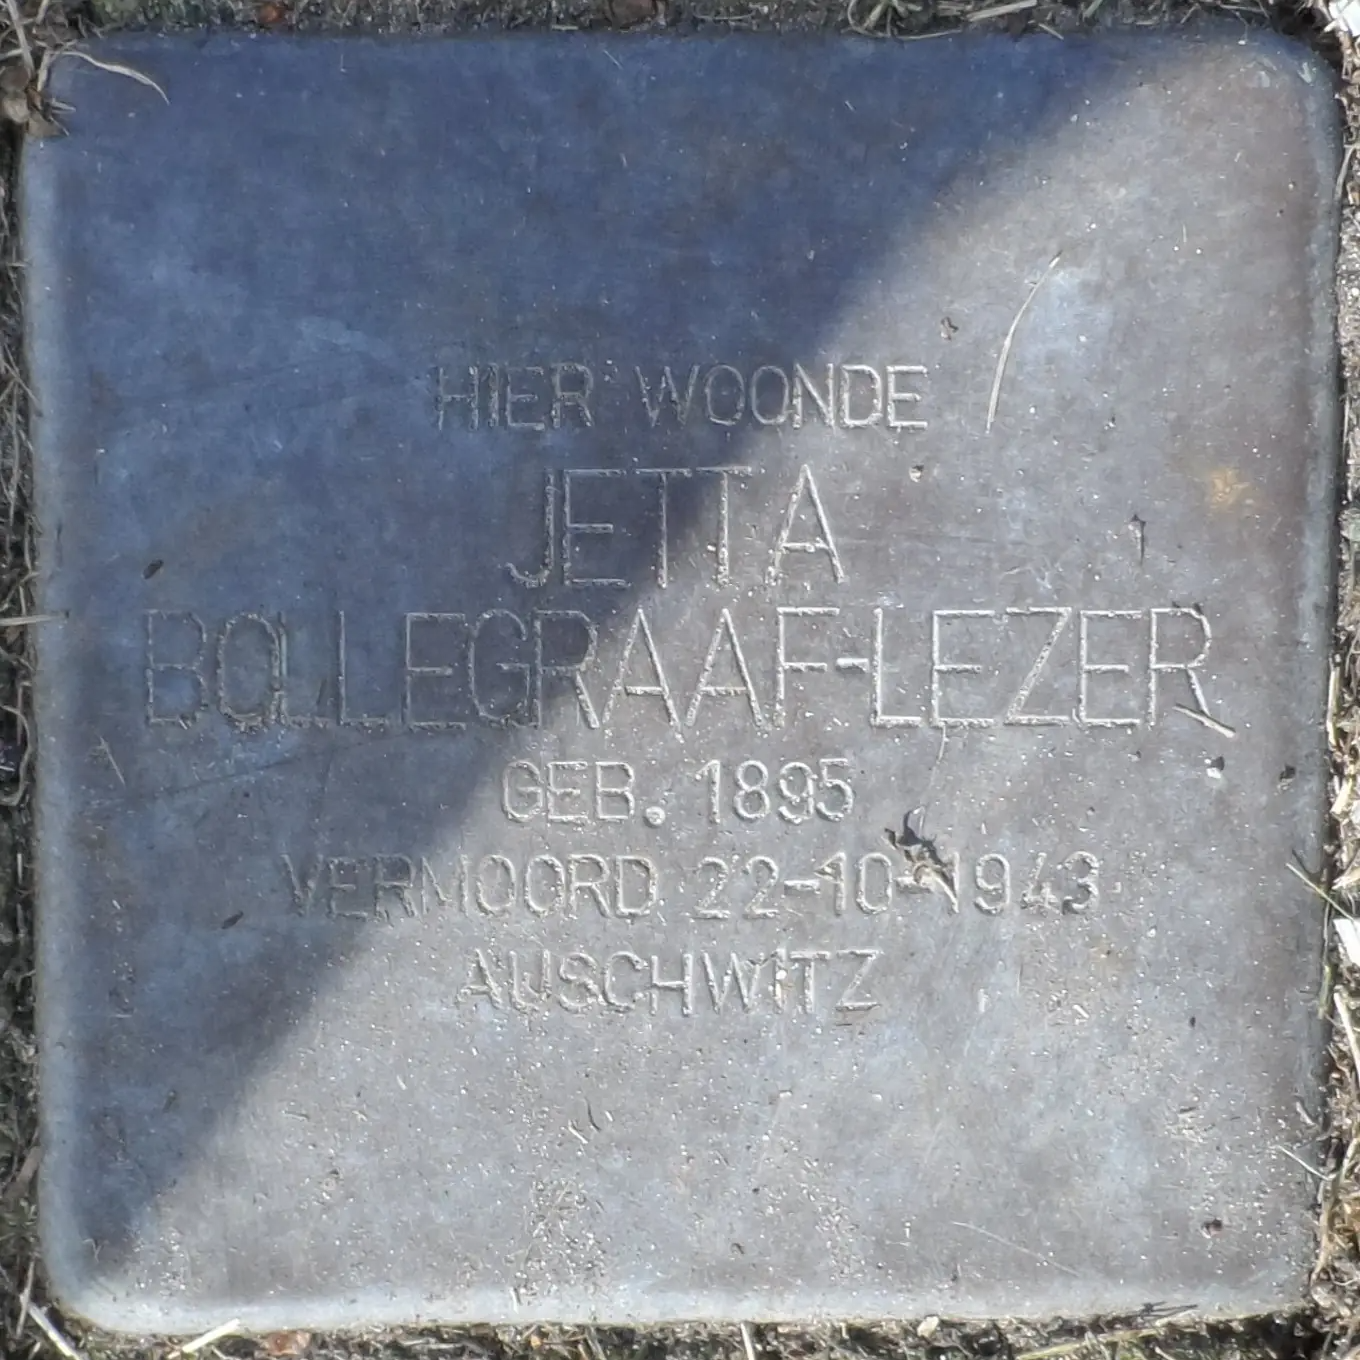 HIER WOONDE
JETTA
BOLLEGRAAF-LEZER
GEB. 1895
VERMOORD 22-10-1943
AUSCHWITZ